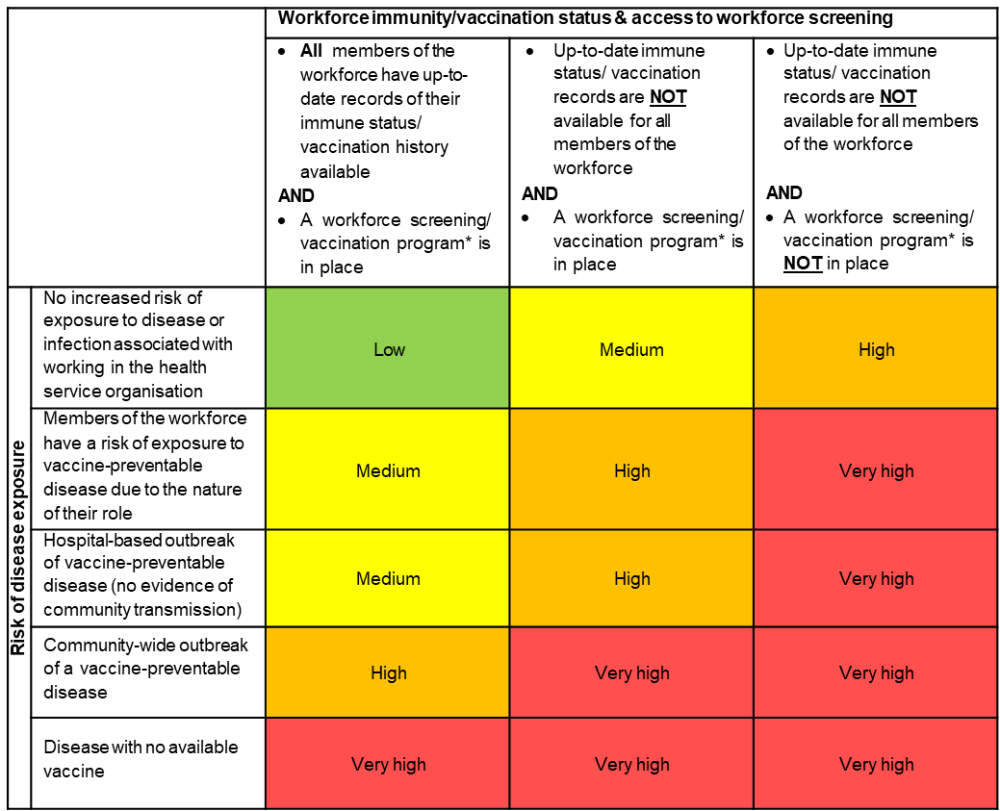 Workforce immunity/vaccination status & access to workforce screening
• All members of the
workforce have up-to-
date records of their
immune status/
vaccination history
available
AND
• A workforce screening/
vaccination program* is
in place
• Up-to-date immune
status/ vaccination
records are NOT
available for all
members of the
workforce
AND
• A workforce screening/
vaccination program* is
in place
• Up-to-date immune
status/ vaccination
records are NOT
available for all members
of the workforce
AND
• A workforce screening/
vaccination program* is
NOT in place
Risk of disease exposure
No increased risk of
exposure to disease or
infection associated with
working in the health
service organisation
Low
Medium
High
Members of the workforce
have a risk of exposure to
vaccine-preventable
disease due to the nature
of their role
Medium
High
Very high
Hospital-based outbreak
of vaccine-preventable
disease (no evidence of
community transmission)
Medium
High
Very high
Community-wide outbreak
of a vaccine-preventable
disease
High
Very high
Very high
Disease with no available
vaccine
Very high
Very high
Very high